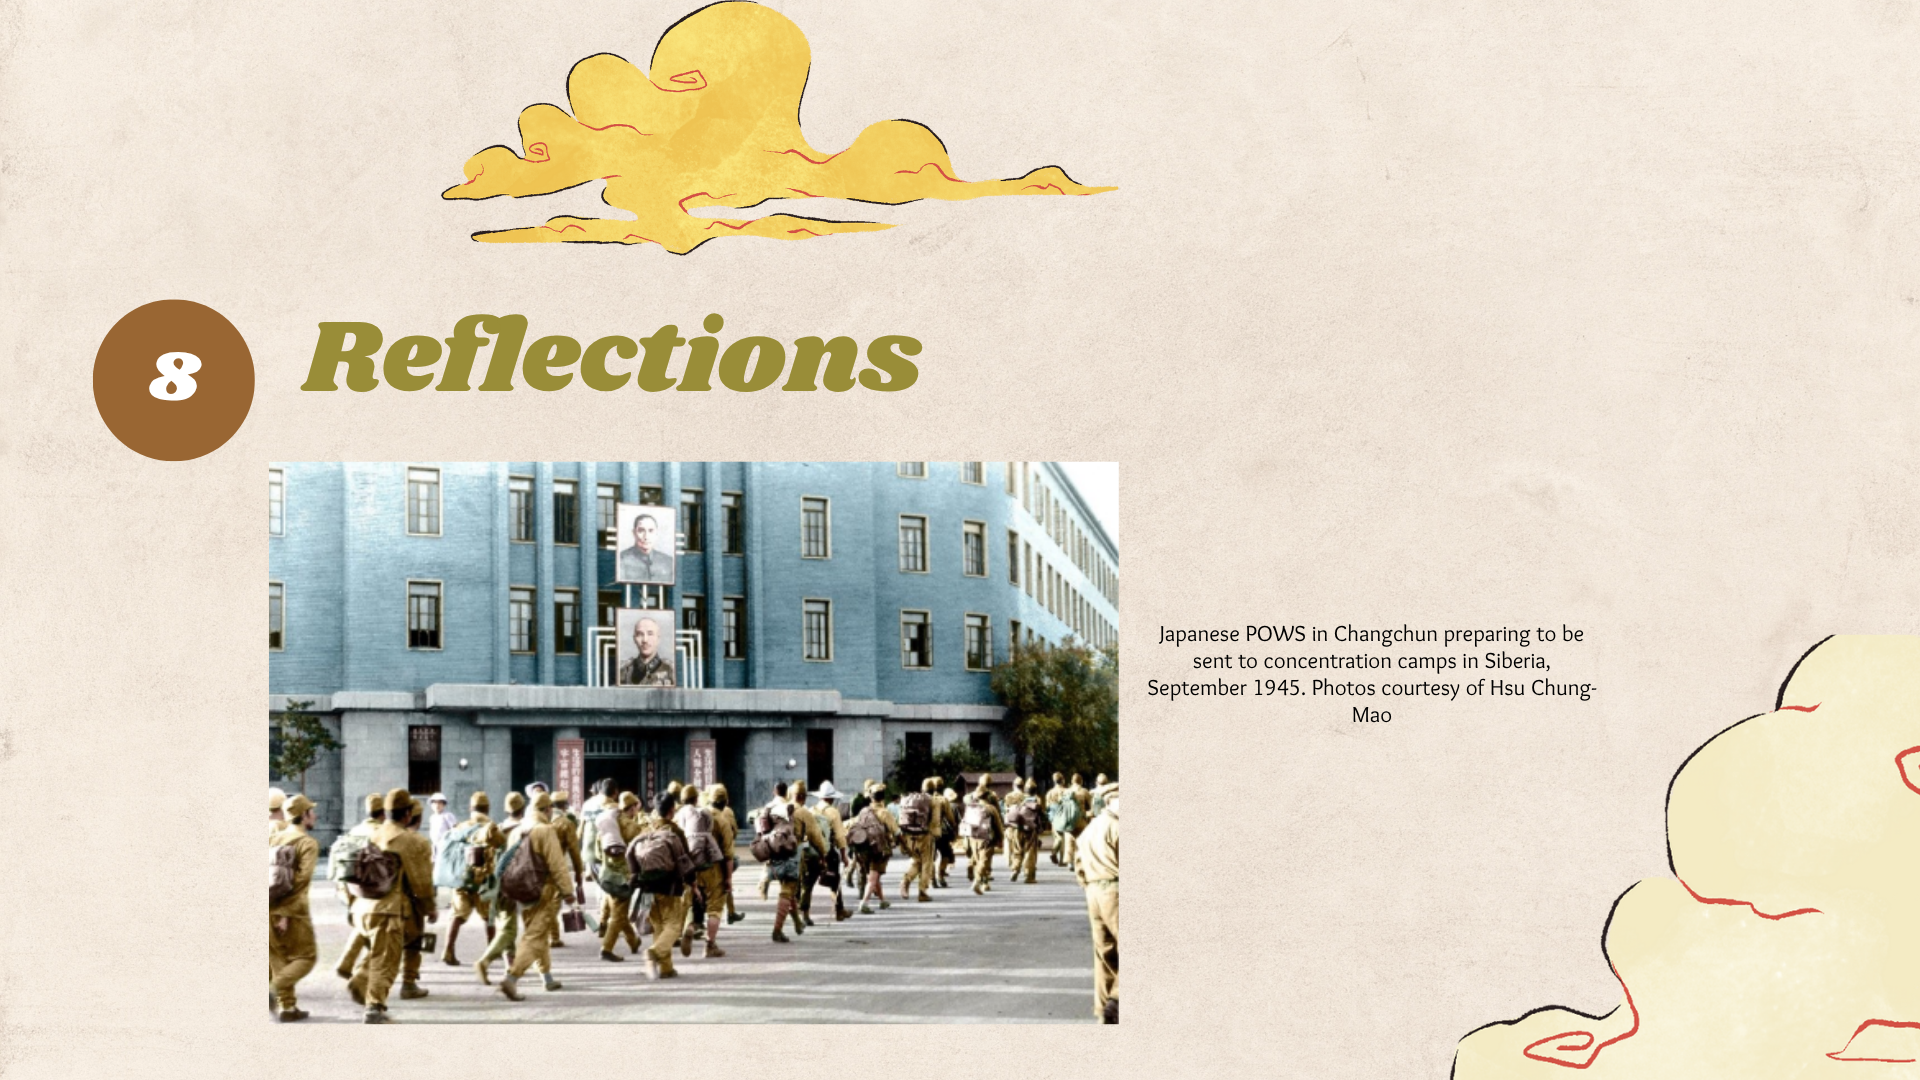 8
Reflections
Japanese POWS in Changchun preparing to be
sent to concentration camps in Siberia,
September 1945. Photos courtesy of Hsu Chung-
Mao